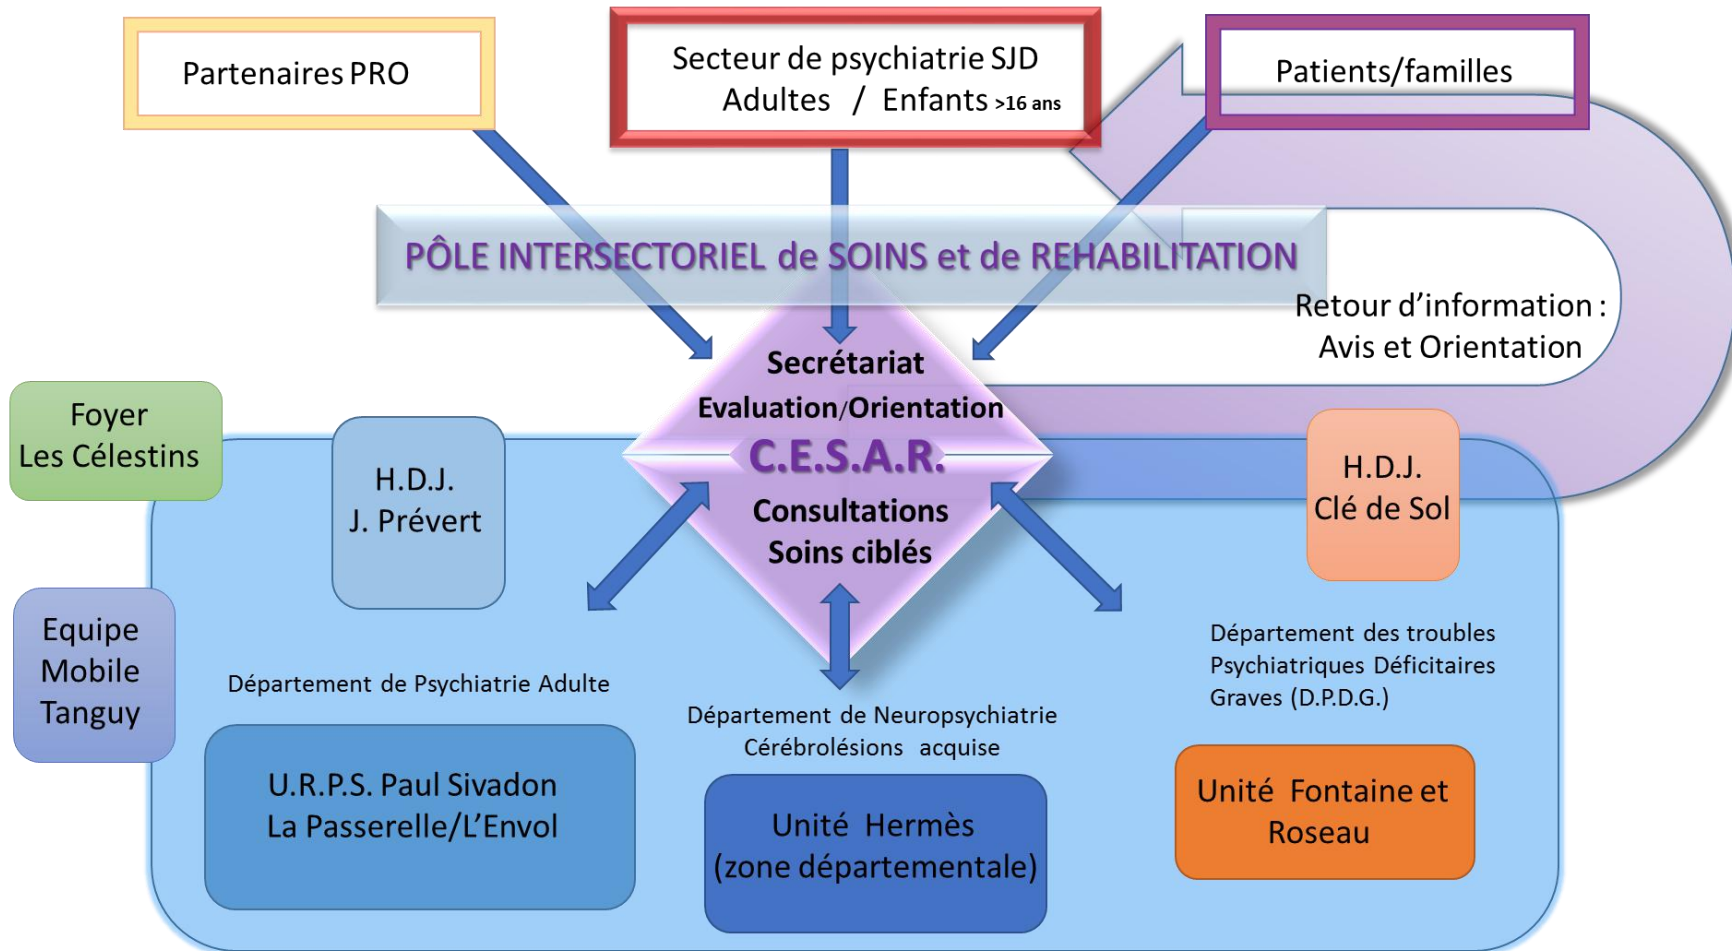 Partenaires PRO
Secteur de psychiatrie SJD
Adultes / Enfants >16 ans
Patients/familles
PÔLE INTERSECTORIEL de SOINS et de REHABILITATION
Retour d’information :
Avis et Orientation
Secrétariat
Evaluation/Orientation
C.E.S.A.R.
Consultations
Soins ciblés
Foyer
Les Célestins
H.D.J.
J. Prévert
H.D.J.
Clé de Sol
Equipe
Mobile
Tanguy
Département de Psychiatrie Adulte
Département de Neuropsychiatrie
Cérébrolésions acquise
Département des troubles
Psychiatriques Déficitaires
Graves (D.P.D.G.)
U.R.P.S. Paul Sivadon
La Passerelle/L’Envol
Unité Hermès
(zone départementale)
Unité Fontaine et
Roseau